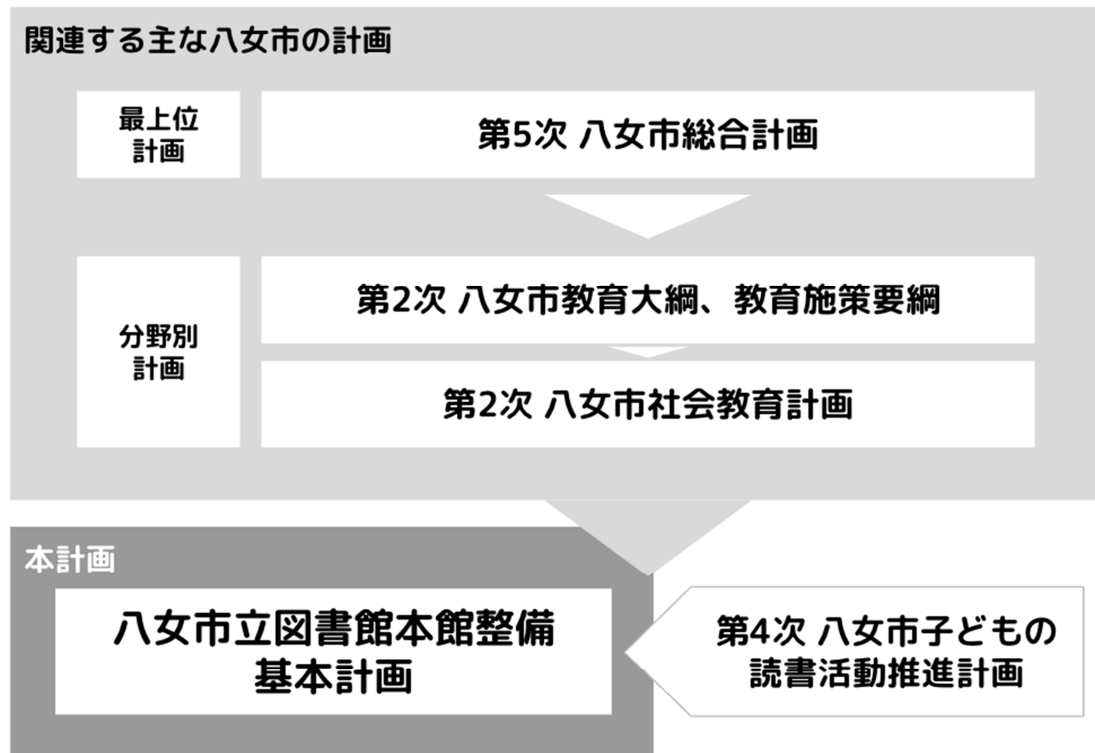 関連する主な八女市の計画
最上位
計画
第5次 八女市総合計画
分野別
計画
第2次 八女市教育大綱、教育施策要綱
第2次 八女市社会教育計画
本計画
八女市立図書館本館整備
基本計画
第4次 八女市子どもの
読書活動推進計画